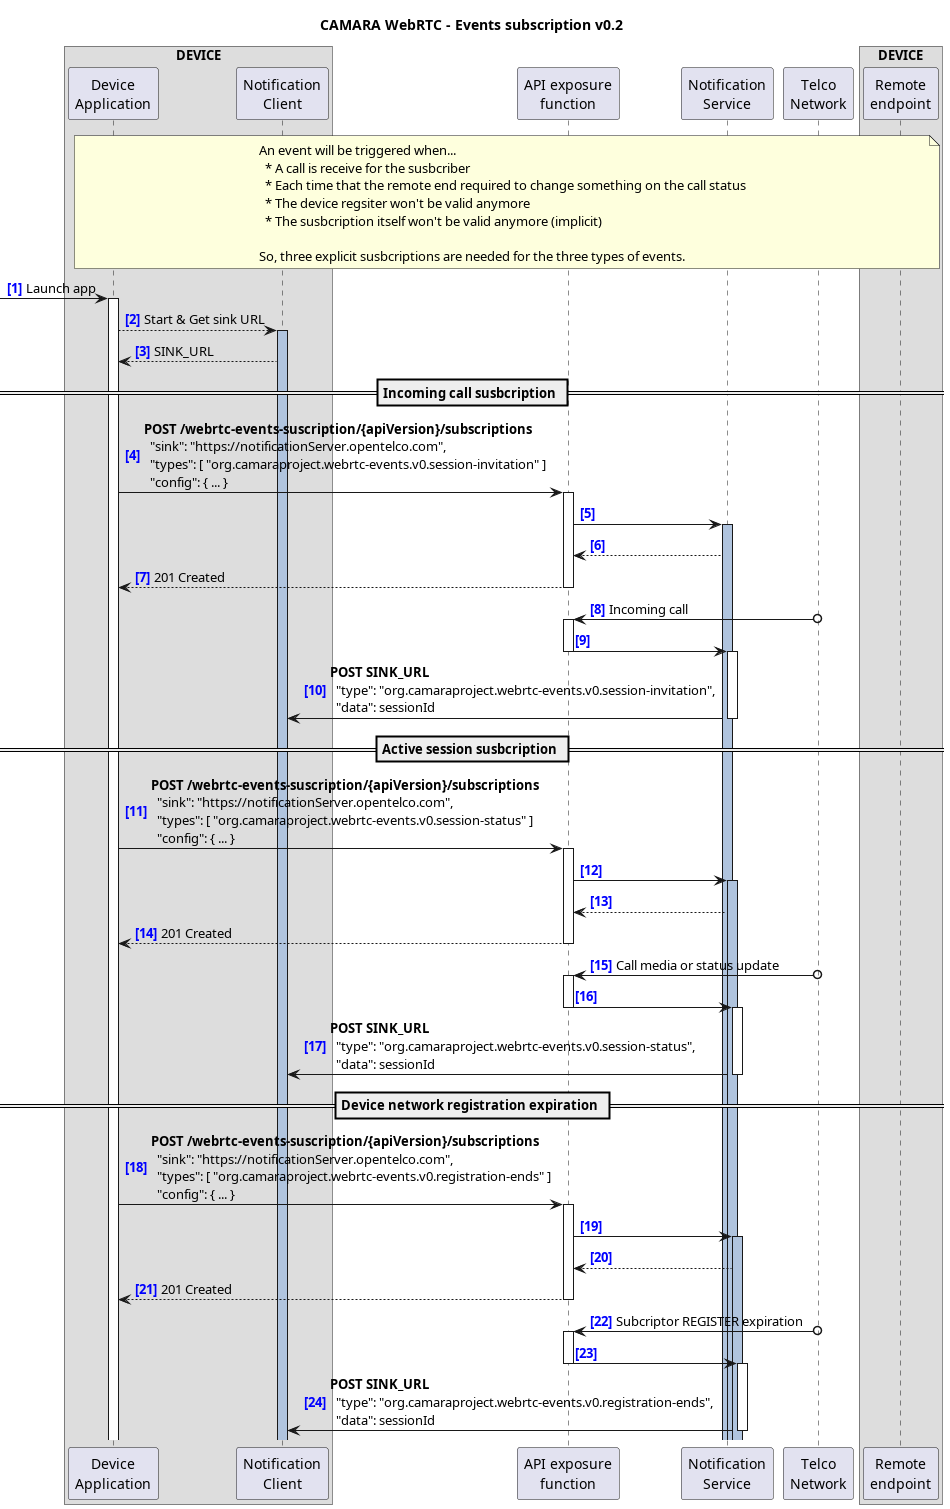 CAMARA WebRTC - Events subscription v0.2
DEVICE
DEVICE
Device
Application
Notification
Client
API exposure
function
Notification
Service
Telco
Network
Remote
endpoint
An event will be triggered when...
* A call is receive for the susbcriber
* Each time that the remote end required to change something on the call status
* The device regsiter won't be valid anymore
* The susbcription itself won't be valid anymore (implicit)
So, three explicit susbcriptions are needed for the three types of events.
[1] Launch app
[2] Start & Get sink URL
[3] SINK_URL
Incoming call susbcription
POST /webrtc-events-suscription/{apiVersion}/subscriptions
"sink": "https://notificationServer.opentelco.com",
[4]
"types": [ "org.camaraproject.webrtc-events.v0.session-invitation" ]
"config": { ... }
[5]
[6]
[7] 201 Created
[8] Incoming call
[9]
POST SINK_URL
[10] "type": "org.camaraproject.webrtc-events.v0.session-invitation",
"data": sessionId
Active session susbcription
POST /webrtc-events-suscription/{apiVersion}/subscriptions
"sink": "https://notificationServer.opentelco.com",
[11]
"types": [ "org.camaraproject.webrtc-events.v0.session-status" ]
"config": { ... }
[12]
[13]
[14] 201 Created
[15] Call media or status update
[16]
POST SINK_URL
[17] "type": "org.camaraproject.webrtc-events.v0.session-status",
"data": sessionId
Device network registration expiration
POST /webrtc-events-suscription/{apiVersion}/subscriptions
"sink": "https://notificationServer.opentelco.com",
[18]
"types": [ "org.camaraproject.webrtc-events.v0.registration-ends" ]
"config": { ... }
[19]
[20]
[21] 201 Created
[22] Subcriptor REGISTER expiration
[23]
POST SINK_URL
[24] "type": "org.camaraproject.webrtc-events.v0.registration-ends",
"data": sessionId
Device
Application
Notification
Client
API exposure
function
Notification
Service
Telco
Network
Remote
endpoint